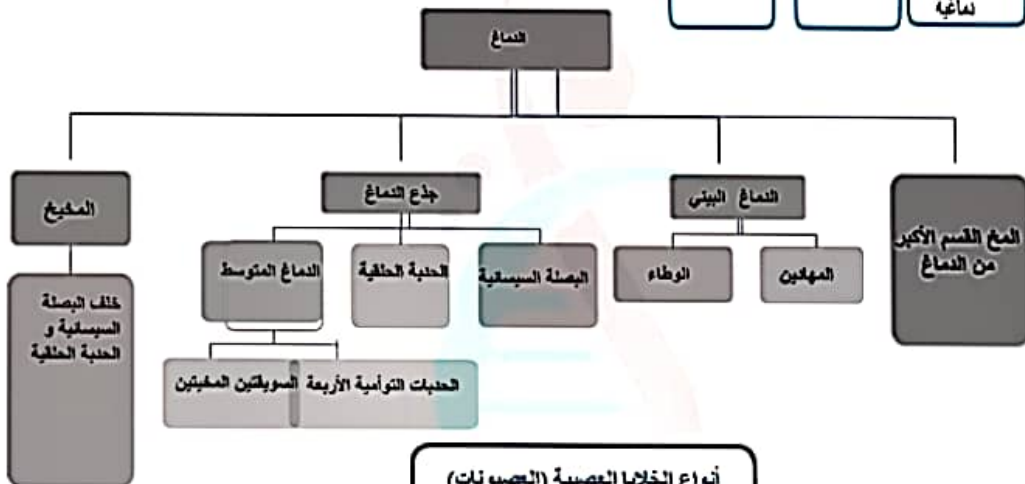 دماغية
الدماغ
المخ القسم الأكبر
من الدماغ
الدماغ البيني
المهادين
الوطاء
جذع الدماغ
البصلة السيسائية
الحدبة الحلقية
الدماغ المتوسط
الحدبات التوأمية الأربعة
السويقتين المخيتين
المخيخ
خلف البصلة
السيسائية و
الحدبة الحلقية
أنواع الخلايا العصبية (العصبونات)